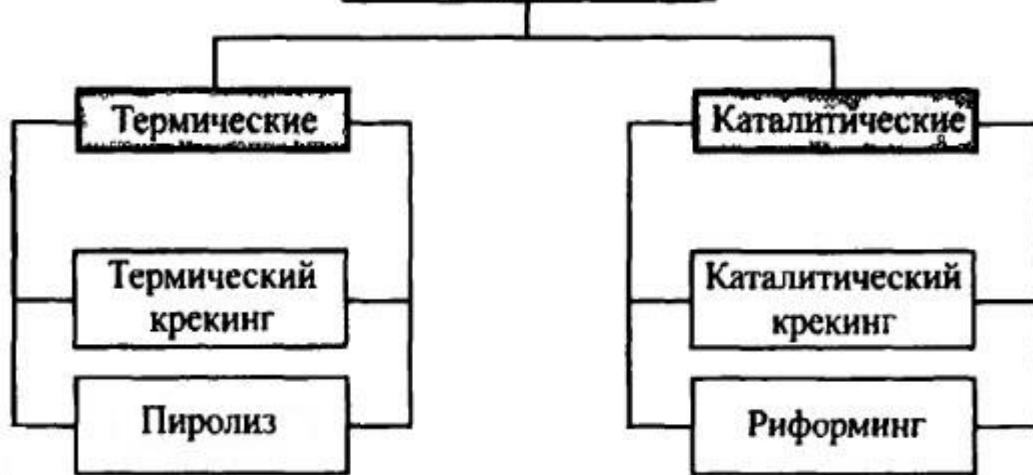 Термические
Каталитические
Термический
крекинг
Каталитический
крекинг
Пиролиз
Риформинг